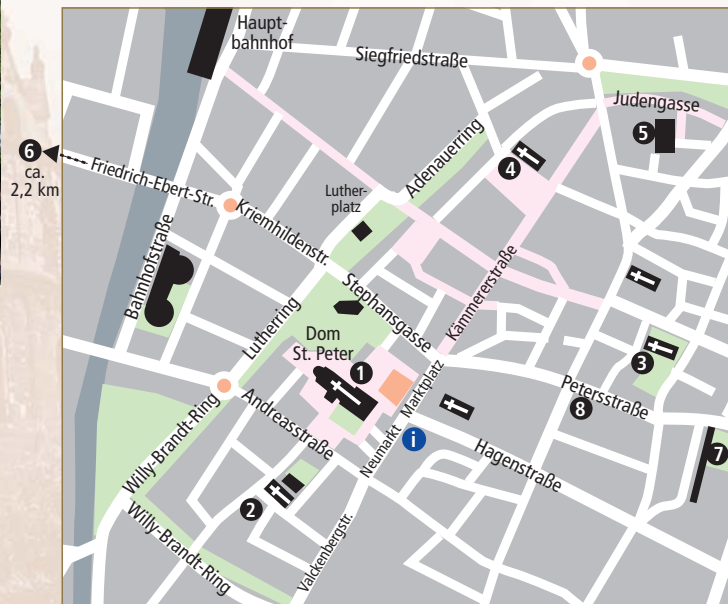 Haupt-
bahnhof
Siegfriedstraße
Judengasse
5
6
ca.
2,2 km
Friedrich-Ebert-Str.
Adenauerring
4
Luther-
platz
Kriemhildenstr.
Bahnhofstraße
Kämmererstraße
Stephansgasse
Lutherring
Dom
St. Peter
1
3
Marktplatz
Petersstraße
8
Andreasstraße
Willy-Brandt-Ring
Neumarkt
i
Hagenstraße
7
2
Willy-Brandt-Ring
Valckenbergstr.